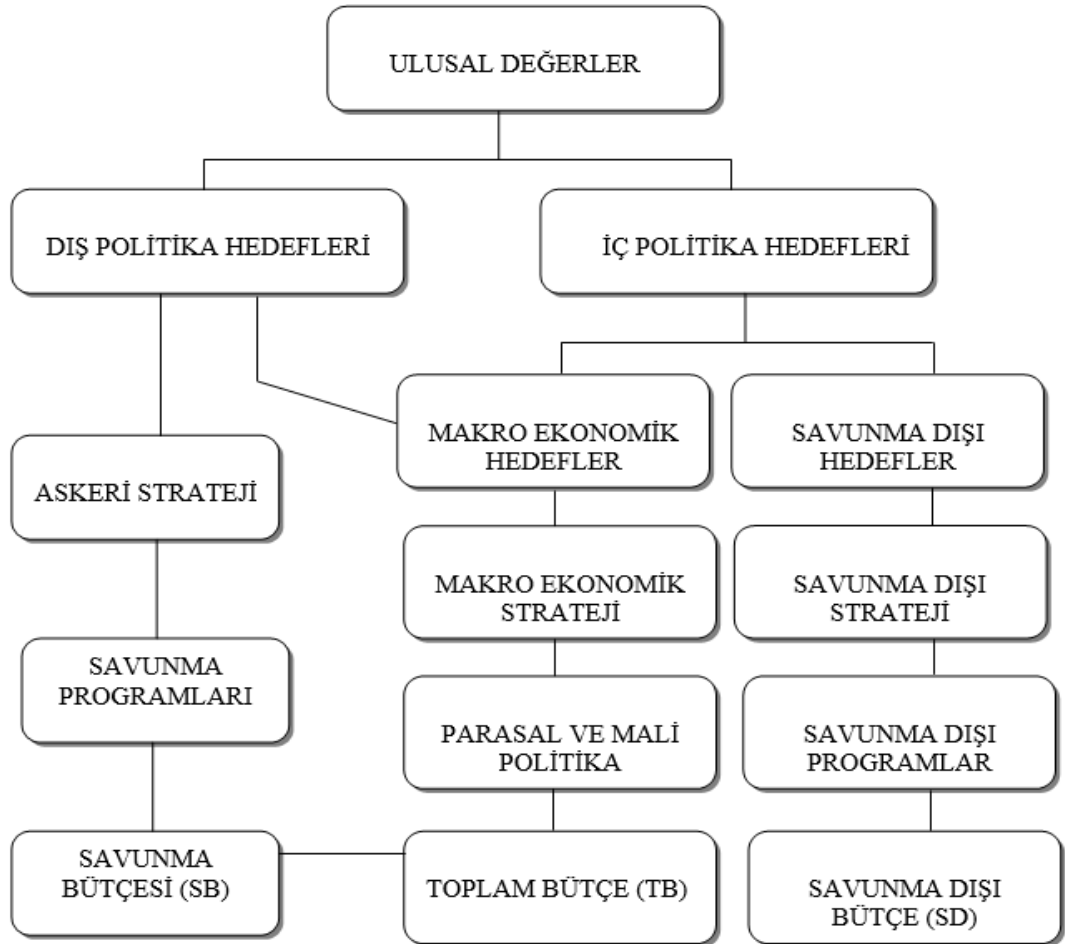 ULUSAL DEĞERLER
DIŞ POLİTİKA HEDEFLERİ
İÇ POLİTİKA HEDEFLERİ
MAKRO EKONOMİK
HEDEFLER
SAVUNMA DIŞI
HEDEFLER
ASKERİ STRATEJİ
MAKRO EKONOMİK
STRATEJİ
SAVUNMA DIŞI
STRATEJİ
SAVUNMA
PROGRAMLARI
PARASAL VE MALİ
POLİTİKA
SAVUNMA DIŞI
PROGRAMLAR
SAVUNMA
BÜTÇESİ (SB)
TOPLAM BÜTÇE (TB)
SAVUNMA DIŞI
BÜTÇE (SD)